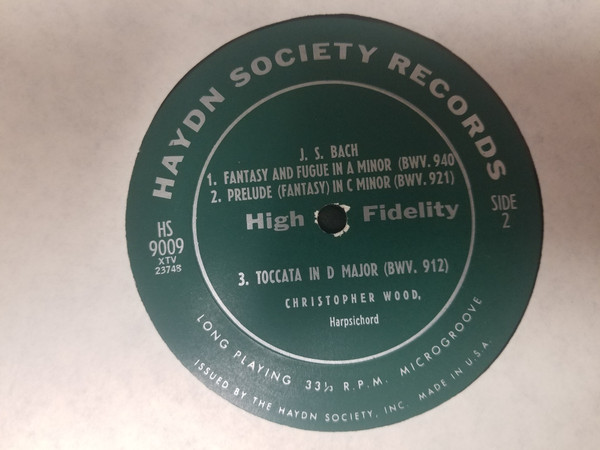 HAYDN SOCIETY RECORDS
J. S. BACH
1. FANTASY AND FUGUE IN A MINOR (BWV. 940
2. PRELUDE (FANTASY) IN C MINOR (BWV. 921)
High Fidelity
HS
9009
XTV
23748
SIDE
2
3. TOCCATA IN D MAJOR (BWV. 912)
CHRISTOPHER WOOD,
Harpsichord
LONG PLAYING 33⅓ R.P.M. MICROGROOVE
ISSUED BY THE HAYDN SOCIETY, INC. MADE IN U.S.A.